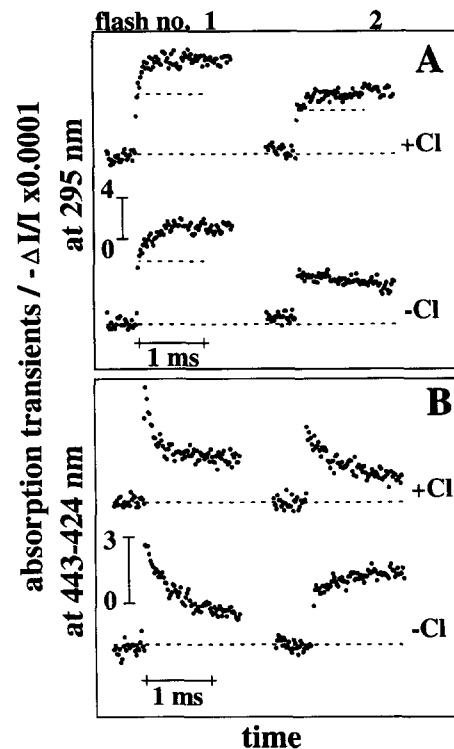 flash no. 1 2
A
+Cl
4
0
-Cl
1 ms
B
+Cl
3
0
-Cl
1 ms
time
absorption transients / -ΔI/I x0.0001
at 295 nm
at 443-424 nm